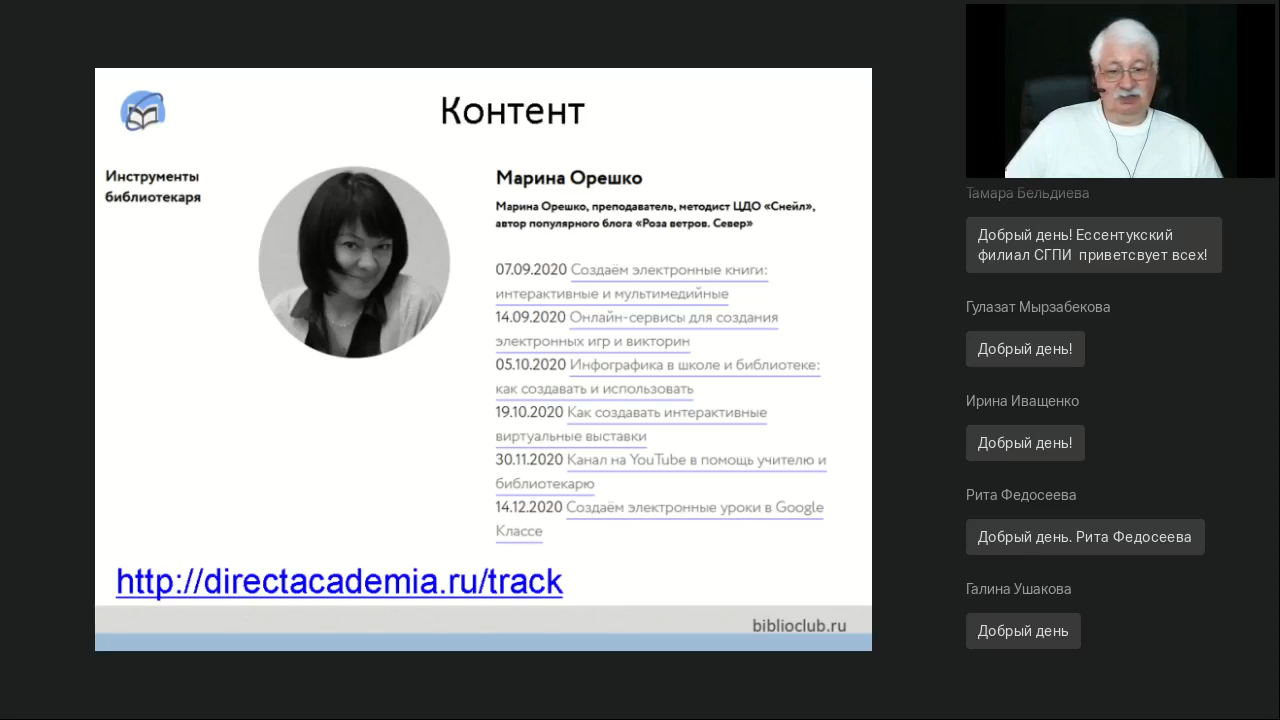 Контент
Инструменты
библиотекаря
Марина Орешко
Марина Орешко, преподаватель, методист ЦДО «Снейл»,
автор популярного блога «Роза ветров. Север»
07.09.2020 Создаём электронные книги:
интерактивные и мультимедийные
14.09.2020 Онлайн-сервисы для создания
электронных игр и викторин
05.10.2020 Инфографика в школе и библиотеке:
как создавать и использовать
19.10.2020 Как создавать интерактивные
виртуальные выставки
30.11.2020 Канал на YouTube в помощь учителю и
библиотекарю
14.12.2020 Создаём электронные уроки в Google
Классе
http://directacademia.ru/track
biblioclub.ru
Тамара Бельдиева
Добрый день! Ессентукский
филиал СГПИ приветсвует всех!
Гулазат Мырзабекова
Добрый день!
Ирина Иващенко
Добрый день!
Рита Федосеева
Добрый день. Рита Федосеева
Галина Ушакова
Добрый день